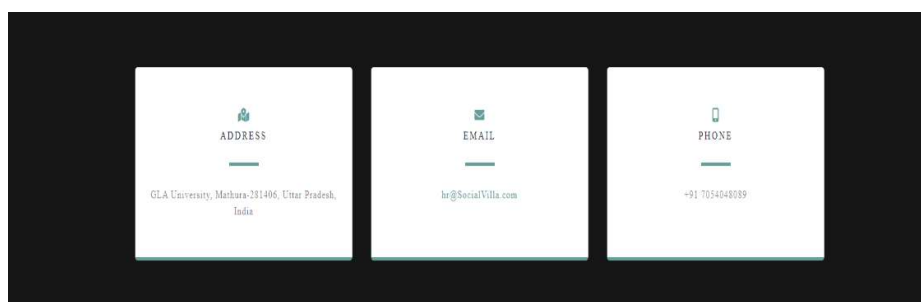 ADDRESS
GLA University, Mathura-281406, Uttar Pradesh,
India
EMAIL
hr@SocialVilla.com
PHONE
+91 7054048089